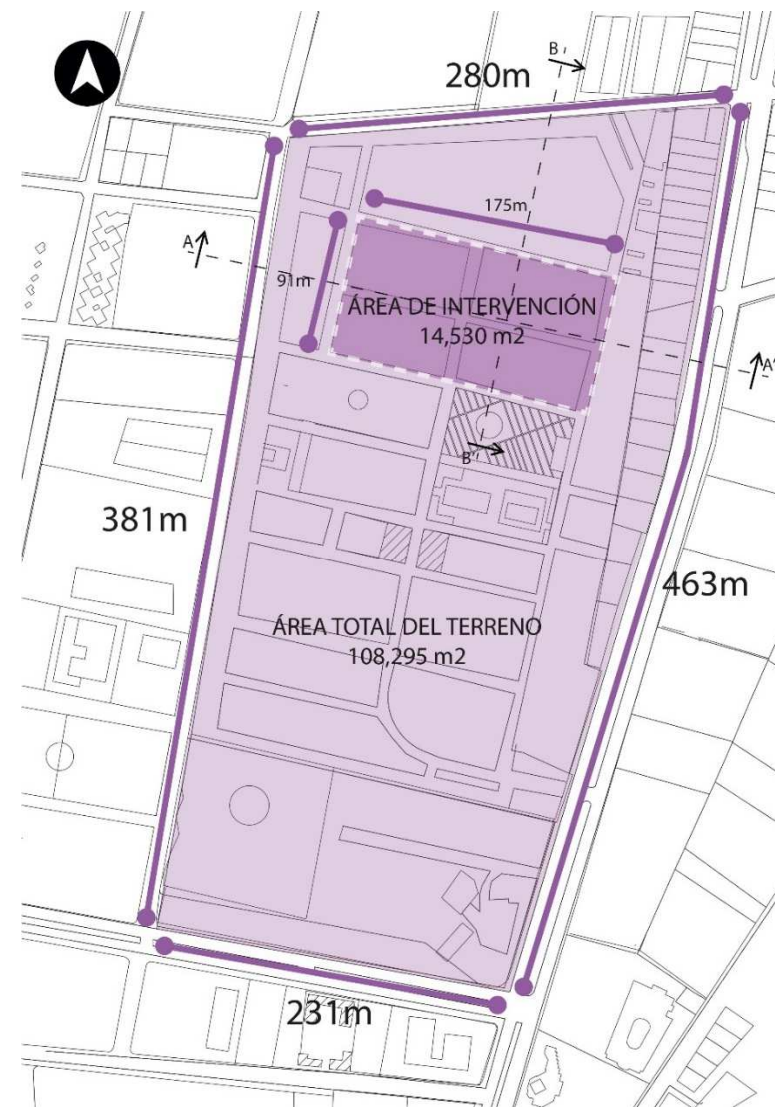 B'
280m
175m
A
91m
ÁREA DE INTERVENCIÓN
14,530 m2
A'
B''
381m
463m
ÁREA TOTAL DEL TERRENO
108,295 m2
231m